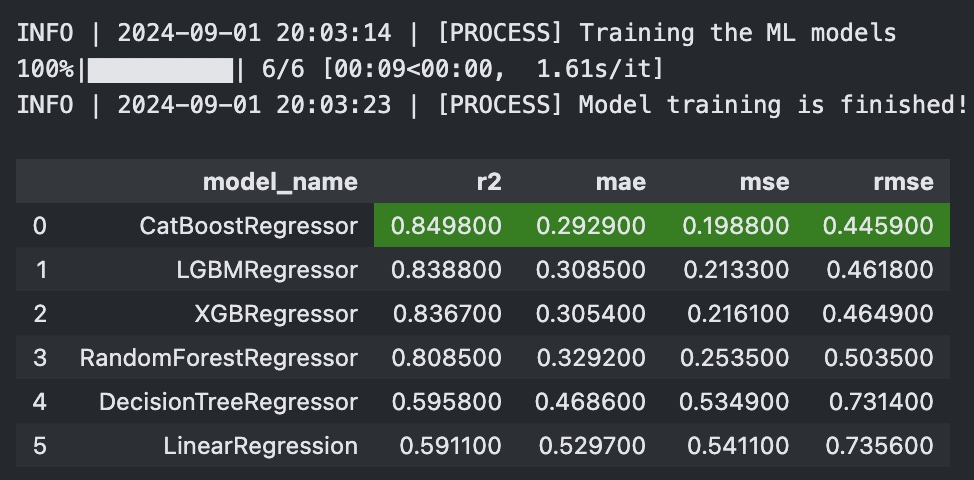 INFO | 2024-09-01 20:03:14 | [PROCESS] Training the ML models
100%|██████████| 6/6 [00:09<00:00,  1.61s/it]
INFO | 2024-09-01 20:03:23 | [PROCESS] Model training is finished!
model_name r2 mae mse rmse
0 CatBoostRegressor 0.849800 0.292900 0.198800 0.445900
1 LGBMRegressor 0.838800 0.308500 0.213300 0.461800
2 XGBRegressor 0.836700 0.305400 0.216100 0.464900
3 RandomForestRegressor 0.808500 0.329200 0.253500 0.503500
4 DecisionTreeRegressor 0.595800 0.468600 0.534900 0.731400
5 LinearRegression 0.591100 0.529700 0.541100 0.735600